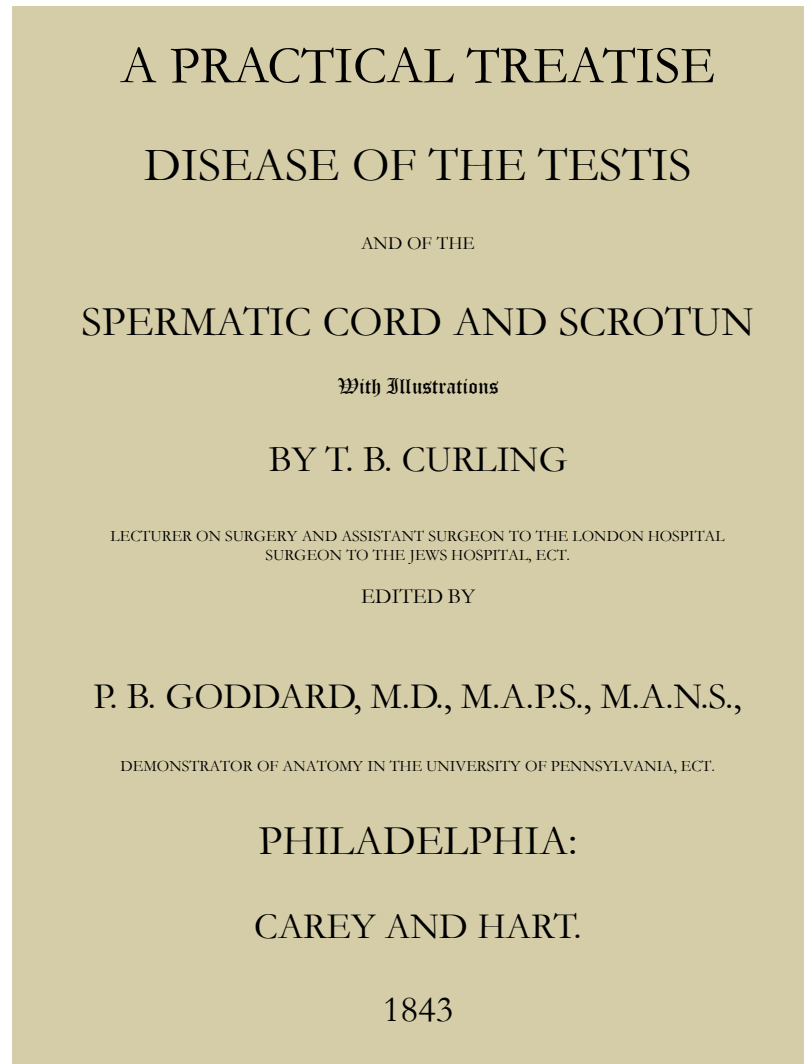 A PRACTICAL TREATISE
DISEASE OF THE TESTIS
AND OF THE
SPERMATIC CORD AND SCROTUN
With Illustrations
BY T. B. CURLING
LECTURER ON SURGERY AND ASSISTANT SURGEON TO THE LONDON HOSPITAL
SURGEON TO THE JEWS HOSPITAL, ECT.
EDITED BY
P. B. GODDARD, M.D., M.A.P.S., M.A.N.S.,
DEMONSTRATOR OF ANATOMY IN THE UNIVERSITY OF PENNSYLVANIA, ECT.
PHILADELPHIA:
CAREY AND HART.
1843